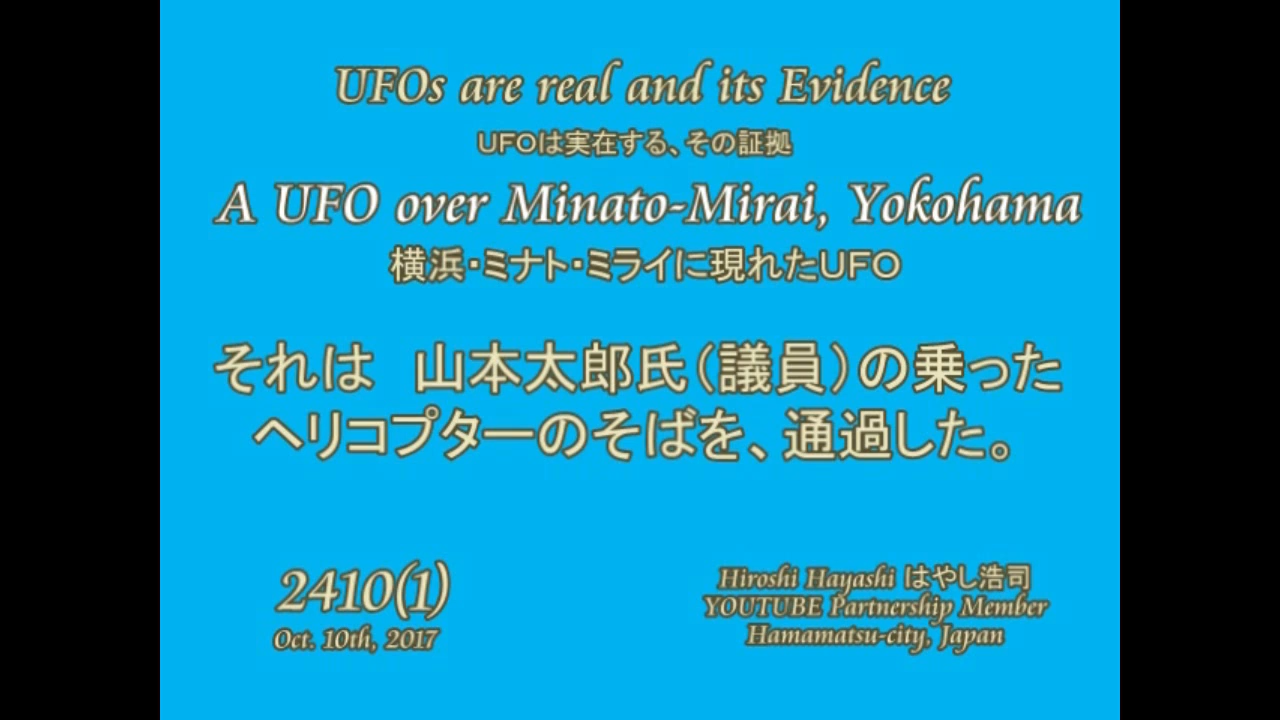 UFOs are real and its Evidence
UFOは実在する、その証拠
A UFO over Minato-Mirai, Yokohama
横浜・ミナト・ミライに現れたUFO
それは　山本太郎氏（議員）の乗った
ヘリコプターのそばを、通過した。
2410(1)
Oct. 10th, 2017
Hiroshi Hayashi はやし浩司
YOUTUBE Partnership Member
Hamamatsu-city, Japan